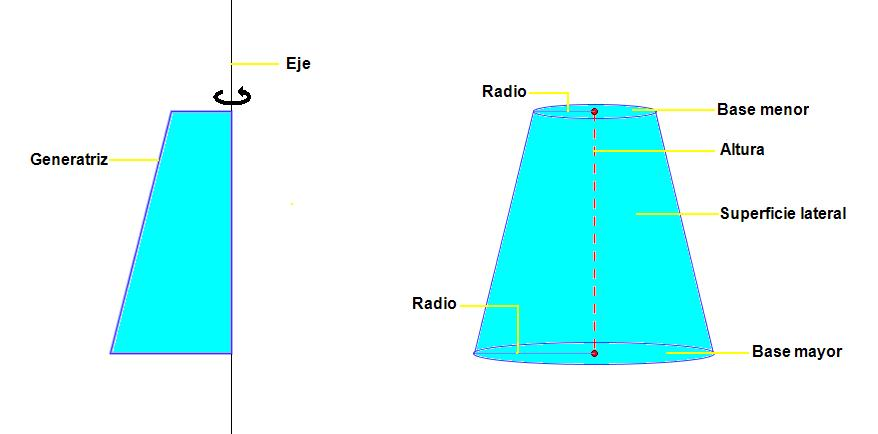 Eje
Generatriz
Radio
Base menor
Altura
Superficie lateral
Radio
Base mayor